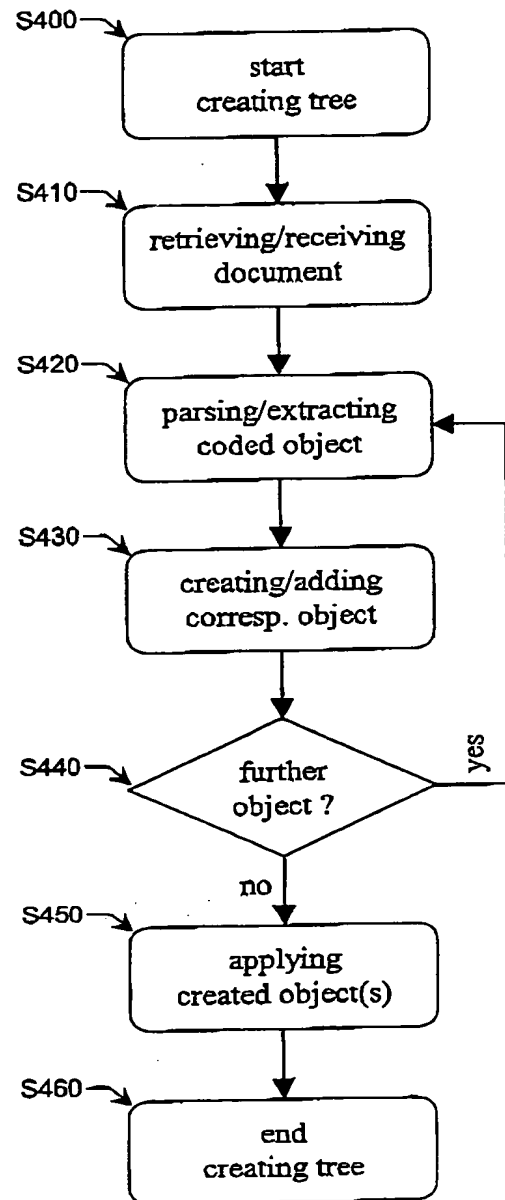 S400
start
creating tree
S410
retrieving/receiving
document
S420
parsing/extracting
coded object
S430
creating/adding
corresp. object
S440
further
object ?
yes
no
S450
applying
created object(s)
S460
end
creating tree